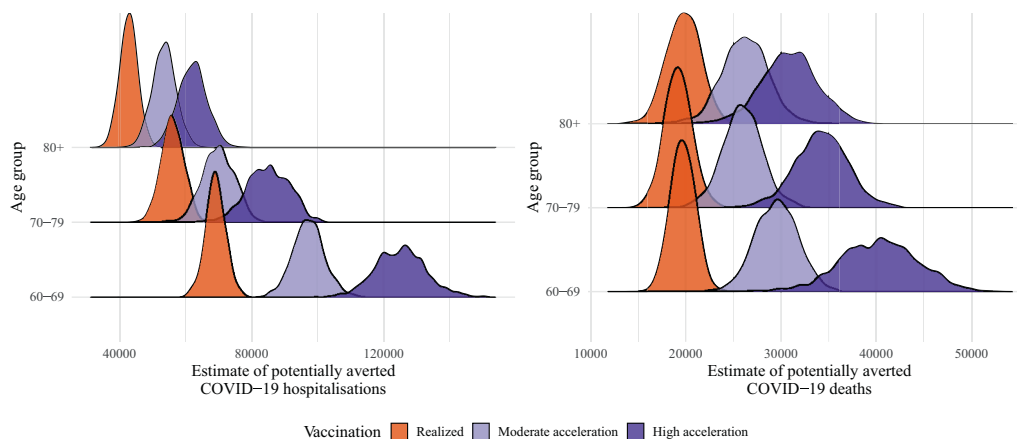 Age group
80+
70−79
60−69
40000 80000 120000
Estimate of potentially averted
COVID−19 hospitalisations
Age group
80+
70−79
60−69
10000 20000 30000 40000 50000
Estimate of potentially averted
COVID−19 deaths
Vaccination Realized Moderate acceleration High acceleration